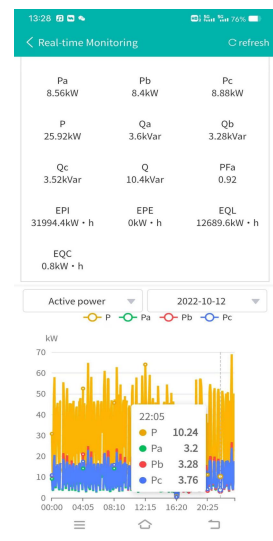 13:28 76%
Real-time Monitoring refresh
Pa Pb Pc
8.56kW 8.4kW 8.88kW
P Qa Qb
25.92kW 3.6kVar 3.28kVar
Qc Q PFa
3.52kVar 10.4kVar 0.92
EPI EPE EQL
31994.4kW·h 0kW·h 12689.6kW·h
EQC
0.8kW·h
Active power 2022-10-12
P Pa Pb Pc
kW
70
60
50
40
30
20
10
0
22:05
P 10.24
Pa 3.2
Pb 3.28
Pc 3.76
00:00 04:05 08:10 12:15 16:20 20:25